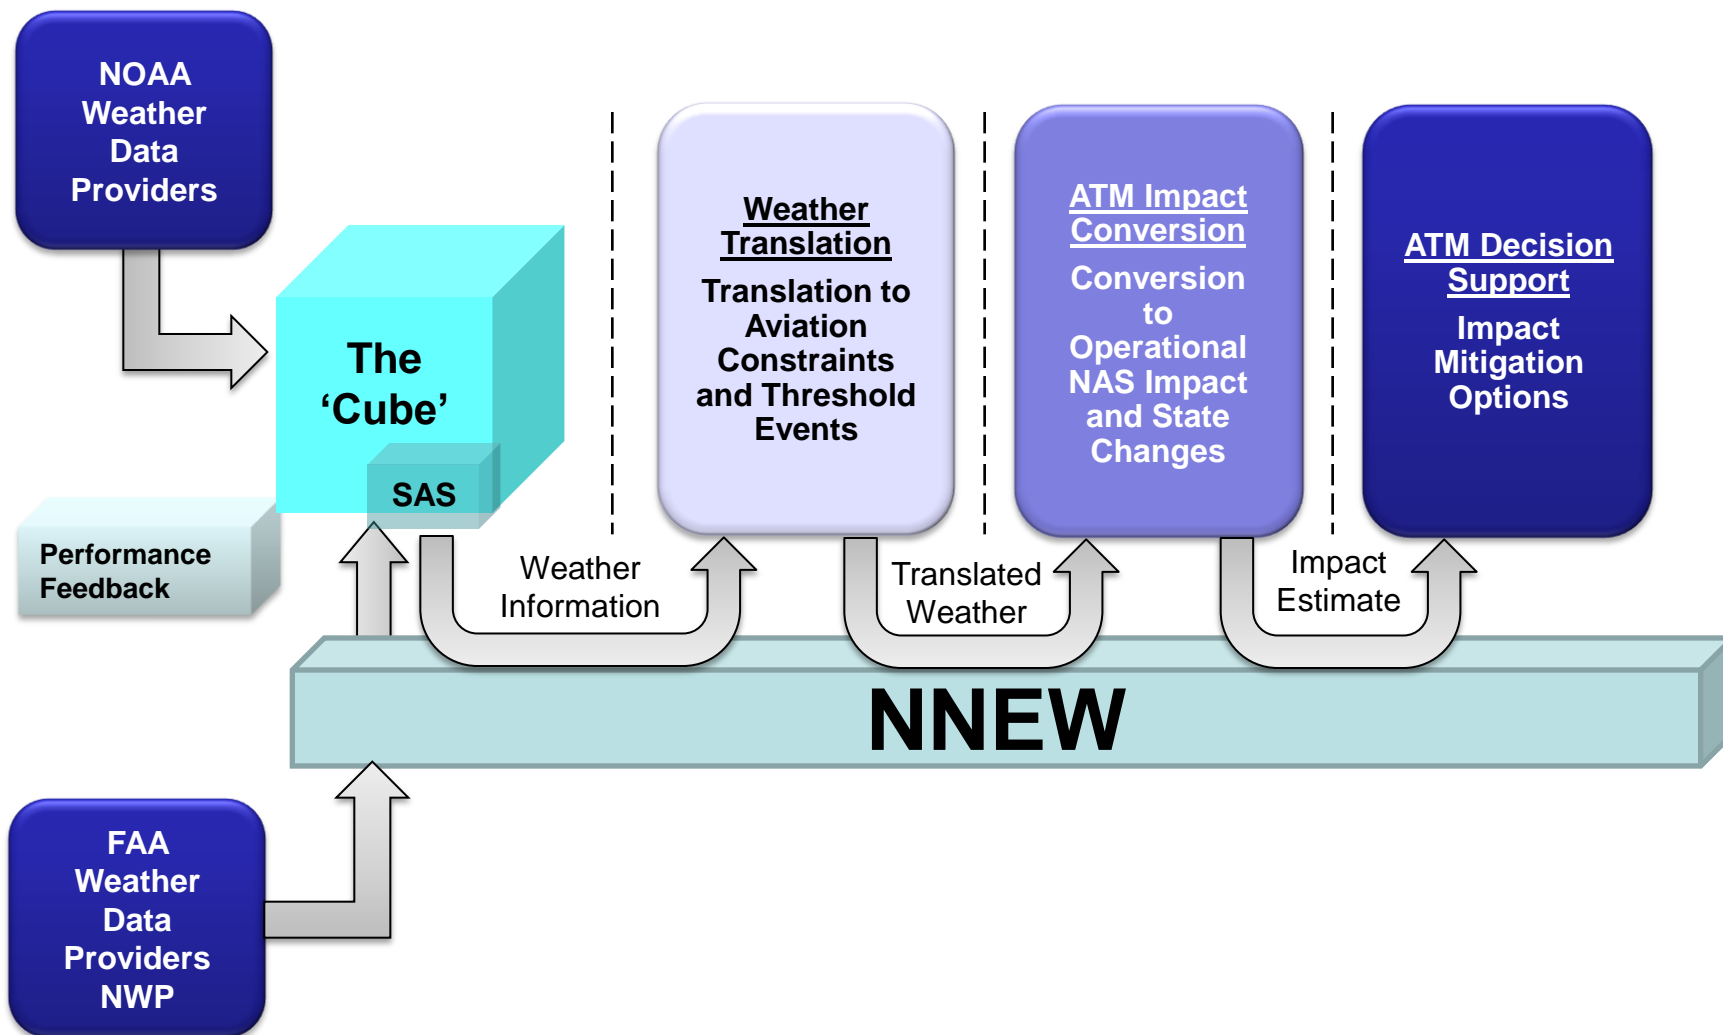 NOAA
Weather
Data
Providers
The
‘Cube’
SAS
Performance
Feedback
Weather
Translation
Translation to
Aviation
Constraints
and Threshold
Events
ATM Impact
Conversion
Conversion
to
Operational
NAS Impact
and State
Changes
ATM Decision
Support
Impact
Mitigation
Options
Weather
Information
Translated
Weather
Impact
Estimate
NNEW
FAA
Weather
Data
Providers
NWP